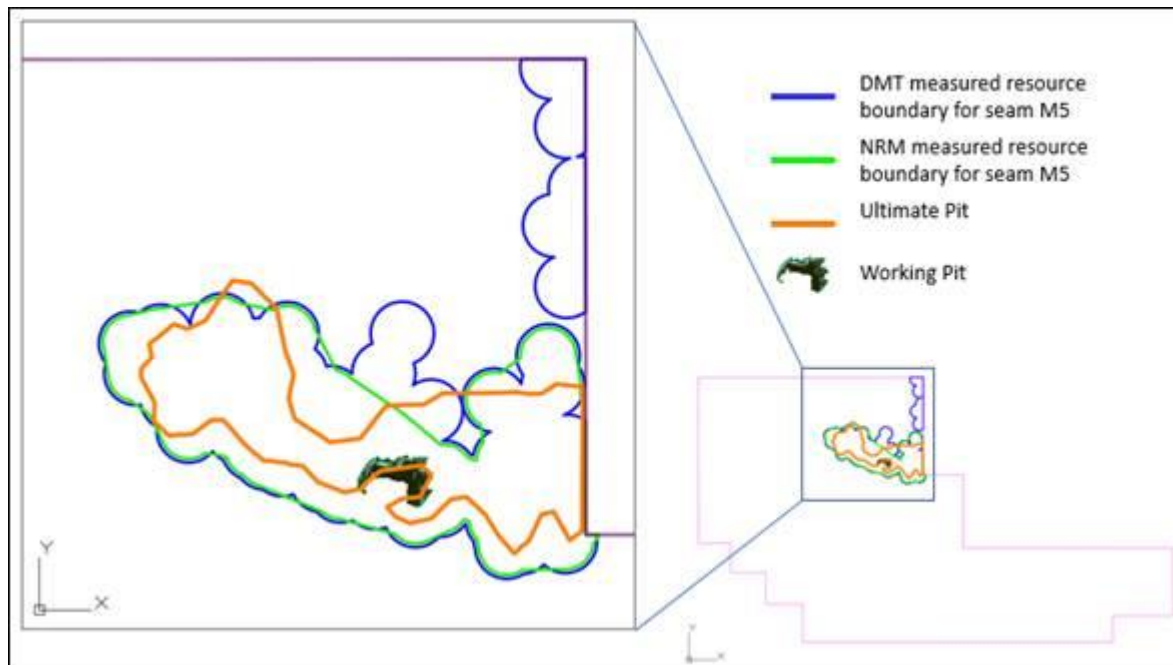 DMT measured resource
boundary for seam M5
NRM measured resource
boundary for seam M5
Ultimate Pit
Working Pit
Y
X
Y
X